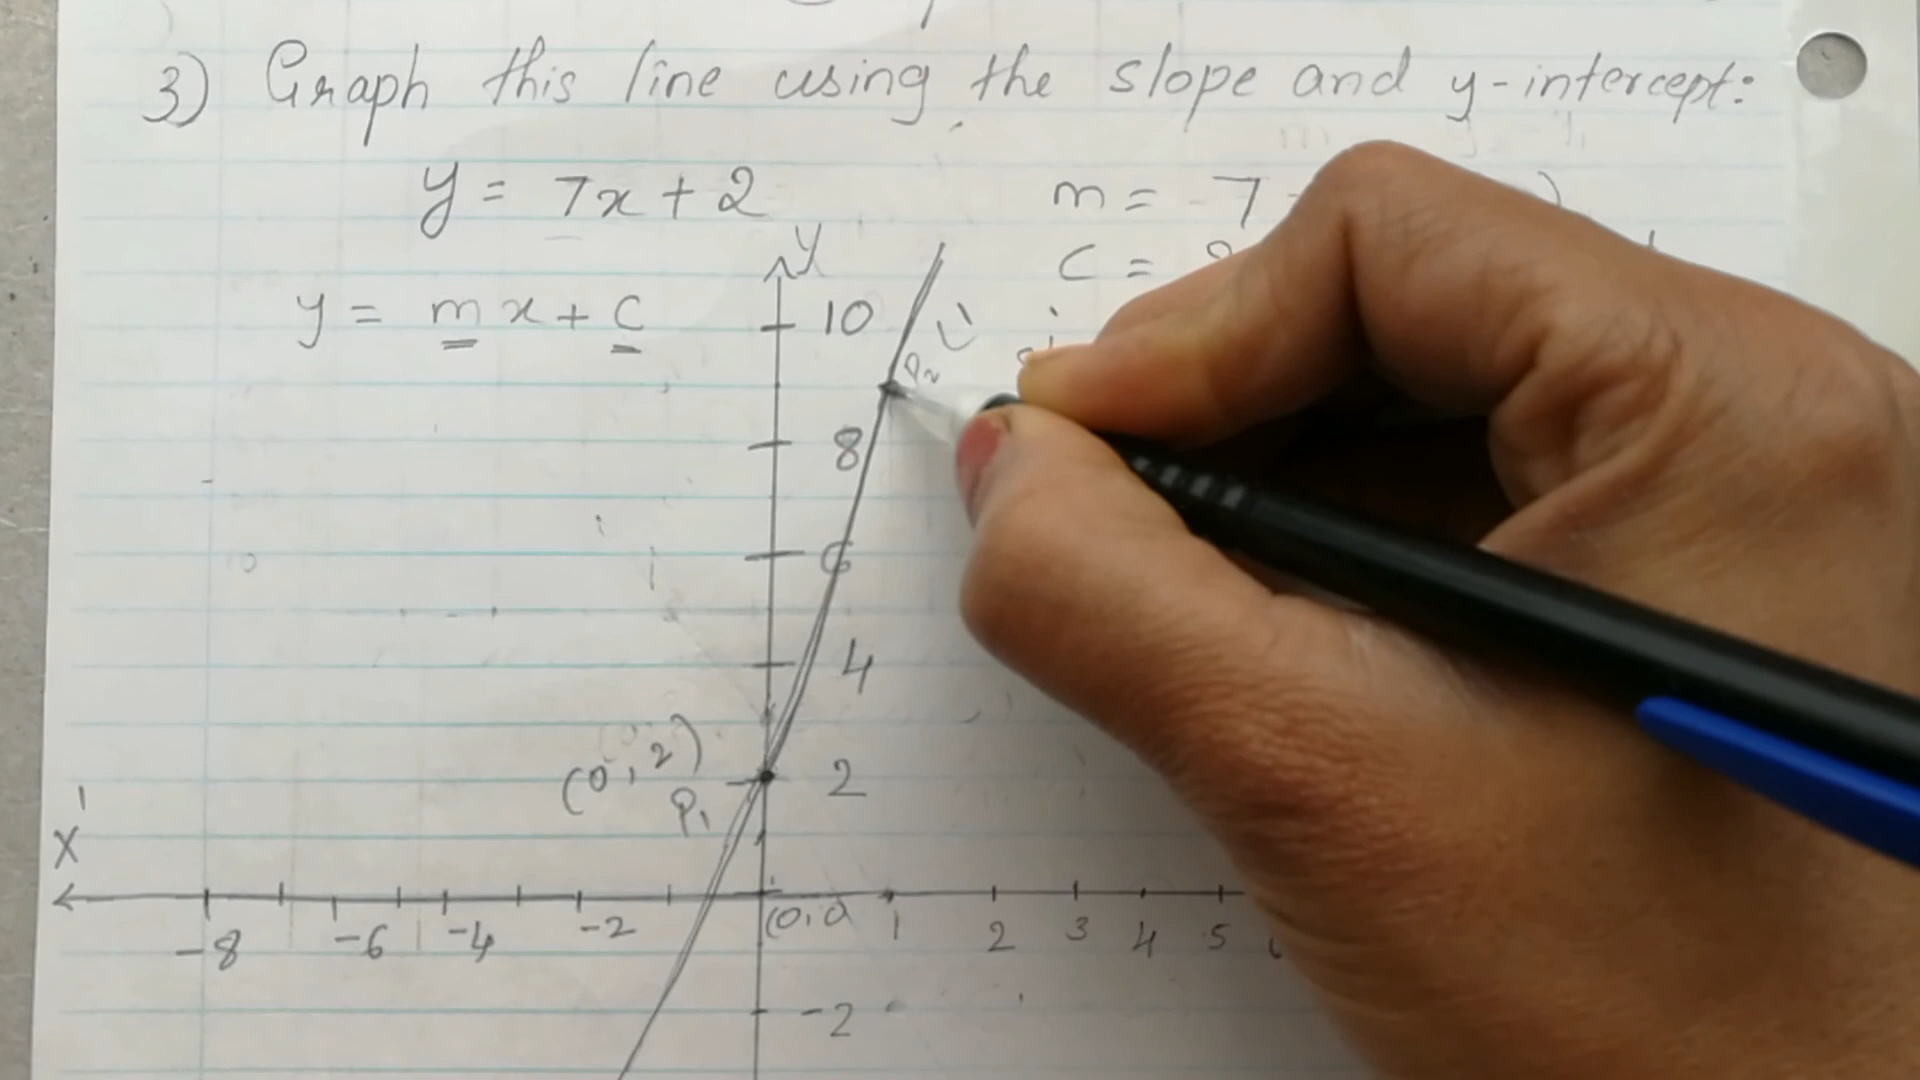 3) Graph this line using the slope and y-intercept:
y = 7x + 2
m = 7
c =
y = mx + c
y
10
P2
8
6
4
(0, 2)
P1
2
X'
(0,0
-8 -6 -4 -2 1 2 3 4 5
-2